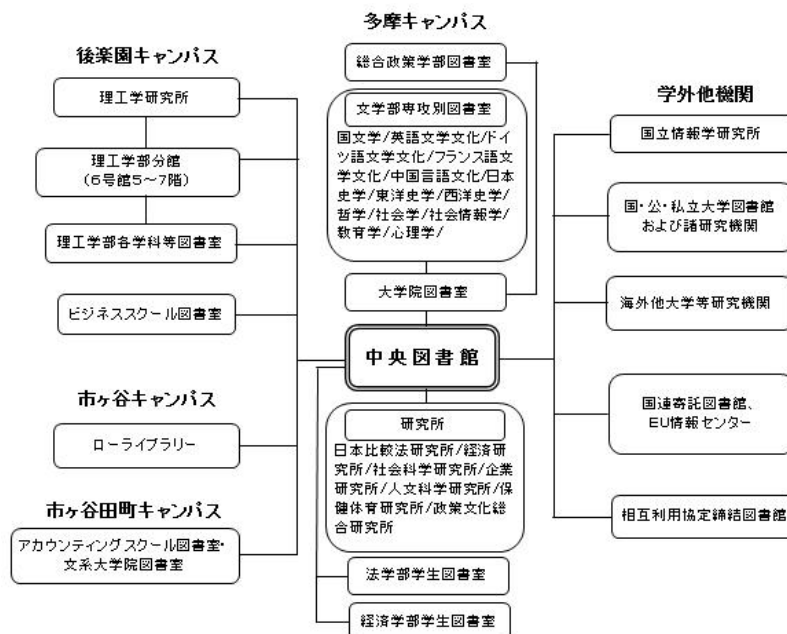 後楽園キャンパス
理工学研究所
理工学部分館
(6号館5～7階)
理工学部各学科等図書室
ビジネススクール図書室
市ヶ谷キャンパス
ローライブラリー
市ヶ谷田町キャンパス
アカウンティングスクール図書室・
文系大学院図書室
多摩キャンパス
総合政策学部図書室
文学部専攻別図書室
国文学/英語文学文化/ドイ
ツ語文学文化/フランス語文
学文化/中国言語文化/日本
史学/東洋史学/西洋史学/
哲学/社会学/社会情報学/
教育学/心理学/
大学院図書室
中央図書館
研究所
日本比較法研究所/経済研
究所/社会科学研究所/企業
研究所/人文科学研究所/保
健体育研究所/政策文化総
合研究所
法学部学生図書室
経済学部学生図書室
学外他機関
国立情報学研究所
国・公・私立大学図書館
および諸研究機関
海外他大学等研究機関
国連寄託図書館、
EU情報センター
相互利用協定締結図書館